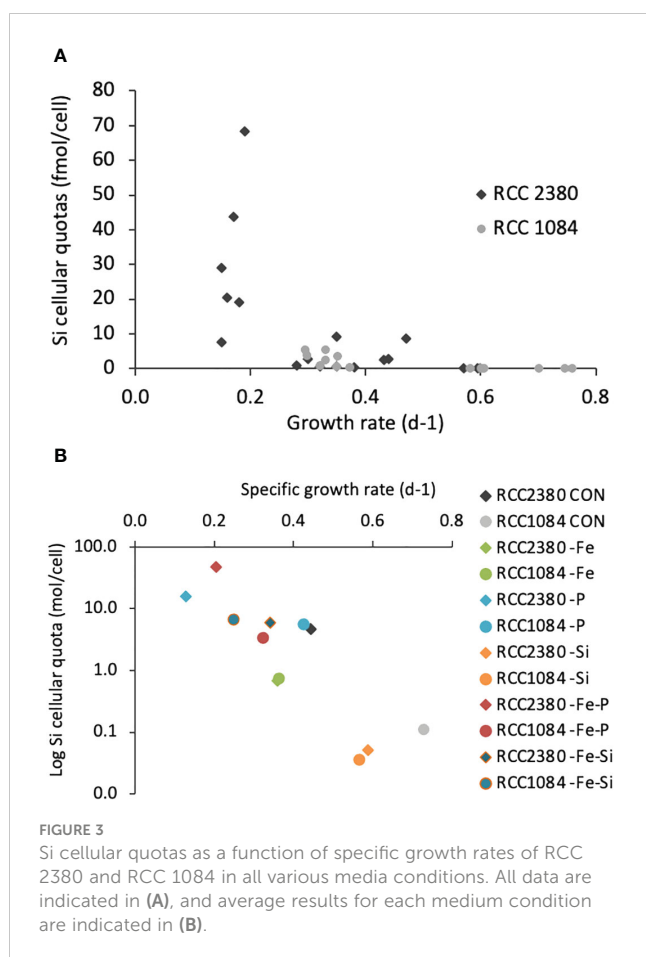 A
Si cellular quotas (fmol/cell)
80
70
60
50
40
30
20
10
0
0.0
0.2
0.4
0.6
0.8
Growth rate (d-1)
RCC 2380
RCC 1084
B
Specific growth rate (d-1)
0.0
0.2
0.4
0.6
0.8
Log Si cellular quota (mol/cell)
100.0
10.0
1.0
0.1
0.0
RCC2380 CON
RCC1084 CON
RCC2380 -Fe
RCC1084 -Fe
RCC2380 -P
RCC1084 -P
RCC2380 -Si
RCC1084 -Si
RCC2380 -Fe-P
RCC1084 -Fe-P
RCC2380 -Fe-Si
RCC1084 -Fe-Si
FIGURE 3
Si cellular quotas as a function of specific growth rates of RCC
2380 and RCC 1084 in all various media conditions. All data are
indicated in (A), and average results for each medium condition
are indicated in (B).